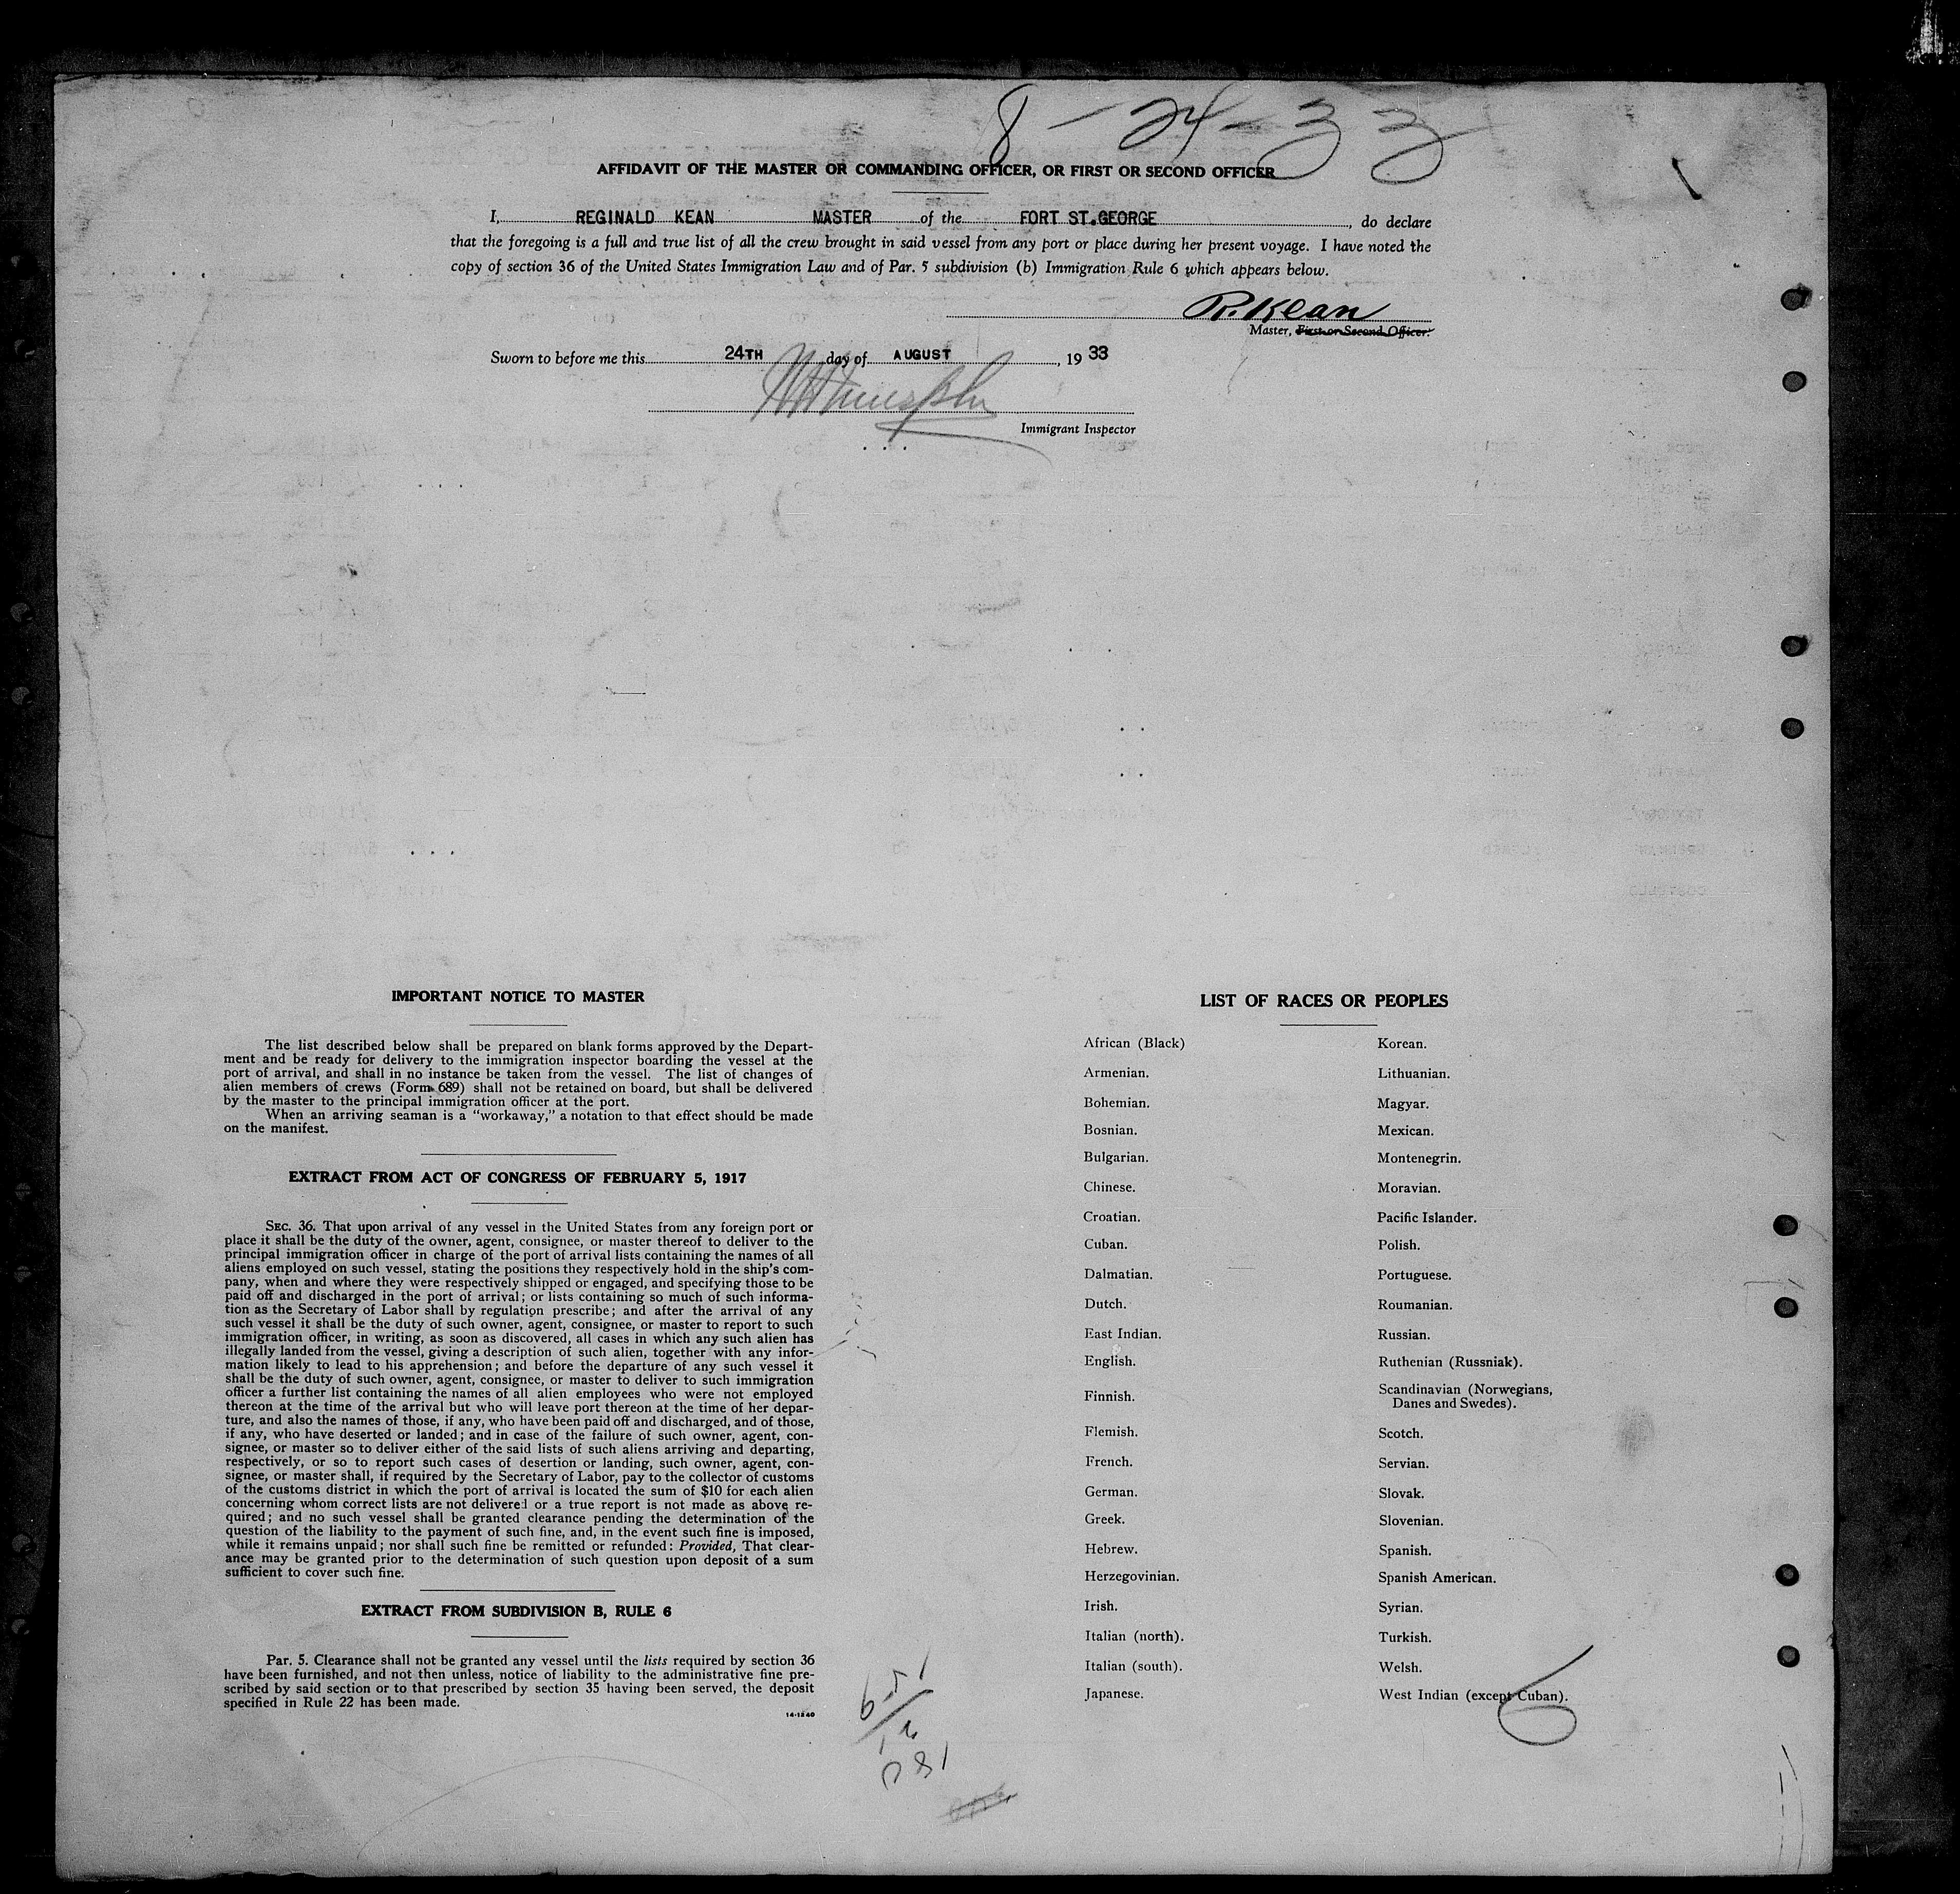 8-24-33
AFFIDAVIT OF THE MASTER OR COMMANDING OFFICER, OR FIRST OR SECOND OFFICER
I, REGINALD KEAN MASTER of the FORT ST.GEORGE, do declare
that the foregoing is a full and true list of all the crew brought in said vessel from any port or place during her present voyage. I have noted the
copy of section 36 of the United States Immigration Law and of Par. 5 subdivision (b) Immigration Rule 6 which appears below.
R. Kean
Master, First or Second Officer.
Sworn to before me this 24TH day of AUGUST, 19 33
Immigrant Inspector
IMPORTANT NOTICE TO MASTER
The list described below shall be prepared on blank forms approved by the Depart-
ment and be ready for delivery to the immigration inspector boarding the vessel at the
port of arrival, and shall in no instance be taken from the vessel. The list of changes of
alien members of crews (Form 689) shall not be retained on board, but shall be delivered
by the master to the principal immigration officer at the port.
When an arriving seaman is a "workaway," a notation to that effect should be made
on the manifest.
EXTRACT FROM ACT OF CONGRESS OF FEBRUARY 5, 1917
SEC. 36. That upon arrival of any vessel in the United States from any foreign port or
place it shall be the duty of the owner, agent, consignee, or master thereof to deliver to the
principal immigration officer in charge of the port of arrival lists containing the names of all
aliens employed on such vessel, stating the positions they respectively hold in the ship's com-
pany, when and where they were respectively shipped or engaged, and specifying those to be
paid off and discharged in the port of arrival; or lists containing so much of such informa-
tion as the Secretary of Labor shall by regulation prescribe; and after the arrival of any
such vessel it shall be the duty of such owner, agent, consignee, or master to report to such
immigration officer, in writing, as soon as discovered, all cases in which any such alien has
illegally landed from the vessel, giving a description of such alien, together with any infor-
mation likely to lead to his apprehension; and before the departure of any such vessel it
shall be the duty of such owner, agent, consignee, or master to deliver to such immigration
officer a further list containing the names of all alien employees who were not employed
thereon at the time of the arrival but who will leave port thereon at the time of her depar-
ture, and also the names of those, if any, who have been paid off and discharged, and of those,
if any, who have deserted or landed; and in case of the failure of such owner, agent, con-
signee, or master so to deliver either of the said lists of such aliens arriving and departing,
respectively, or so to report such cases of desertion or landing, such owner, agent, con-
signee, or master shall, if required by the Secretary of Labor, pay to the collector of customs
of the customs district in which the port of arrival is located the sum of $10 for each alien
concerning whom correct lists are not delivered or a true report is not made as above re-
quired; and no such vessel shall be granted clearance pending the determination of the
question of the liability to the payment of such fine, and, in the event such fine is imposed,
while it remains unpaid; nor shall such fine be remitted or refunded: Provided, That clear-
ance may be granted prior to the determination of such question upon deposit of a sum
sufficient to cover such fine.
EXTRACT FROM SUBDIVISION B, RULE 6
Par. 5. Clearance shall not be granted any vessel until the lists required by section 36
have been furnished, and not then unless, notice of liability to the administrative fine pre-
scribed by said section or to that prescribed by section 35 having been served, the deposit
specified in Rule 22 has been made.
14-1240
LIST OF RACES OR PEOPLES
African (Black)
Armenian.
Bohemian.
Bosnian.
Bulgarian.
Chinese.
Croatian.
Cuban.
Dalmatian.
Dutch.
East Indian.
English.
Finnish.
Flemish.
French.
German.
Greek.
Hebrew.
Herzegovinian.
Irish.
Italian (north).
Italian (south).
Japanese.
Korean.
Lithuanian.
Magyar.
Mexican.
Montenegrin.
Moravian.
Pacific Islander.
Polish.
Portuguese.
Roumanian.
Russian.
Ruthenian (Russniak).
Scandinavian (Norwegians,
Danes and Swedes).
Scotch.
Servian.
Slovak.
Slovenian.
Spanish.
Spanish American.
Syrian.
Turkish.
Welsh.
West Indian (except Cuban).
6